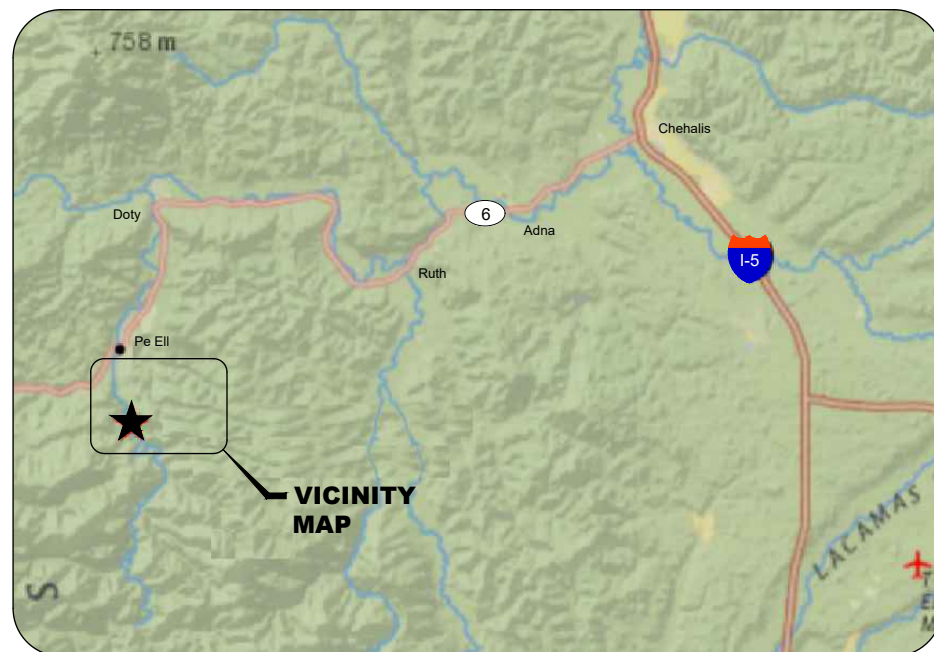 758 m
Chehalis
Doty
6
Adna
I-5
Ruth
Pe Ell
VICINITY
MAP
LACAMAS
S
T
E
M